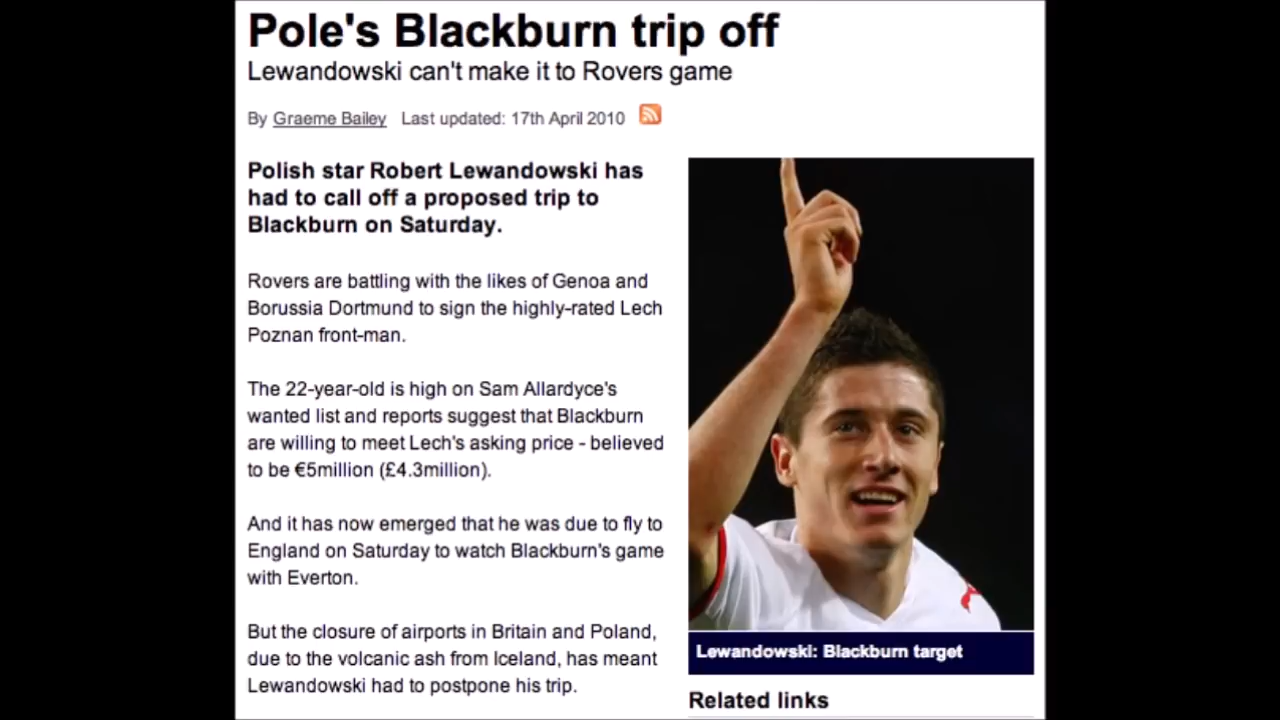 Pole's Blackburn trip off
Lewandowski can't make it to Rovers game
By Graeme Bailey Last updated: 17th April 2010
Polish star Robert Lewandowski has
had to call off a proposed trip to
Blackburn on Saturday.
Rovers are battling with the likes of Genoa and
Borussia Dortmund to sign the highly-rated Lech
Poznan front-man.
The 22-year-old is high on Sam Allardyce's
wanted list and reports suggest that Blackburn
are willing to meet Lech's asking price - believed
to be €5million (£4.3million).
And it has now emerged that he was due to fly to
England on Saturday to watch Blackburn's game
with Everton.
But the closure of airports in Britain and Poland,
due to the volcanic ash from Iceland, has meant
Lewandowski had to postpone his trip.
Lewandowski: Blackburn target
Related links